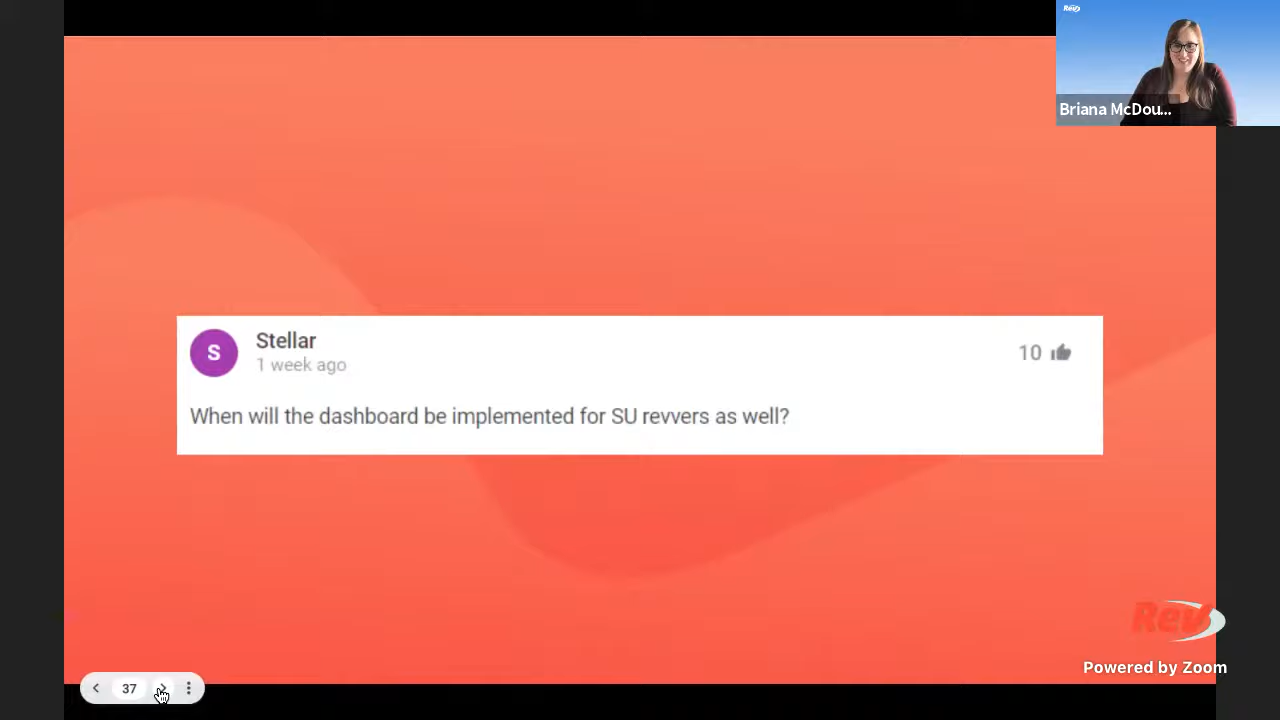 Rev
Briana McDou...
S
Stellar
1 week ago
10
When will the dashboard be implemented for SU revvers as well?
Rev
Powered by Zoom
37